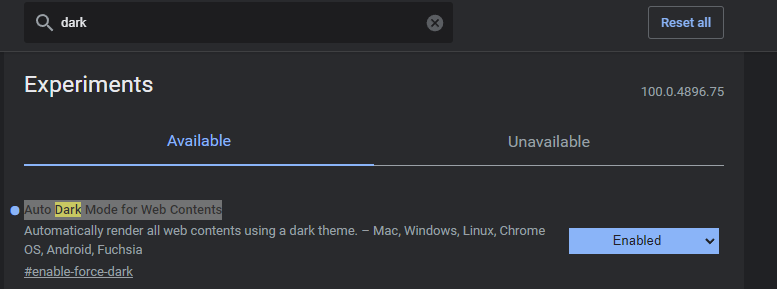 dark
Reset all
Experiments
100.0.4896.75
Available
Unavailable
Auto Dark Mode for Web Contents
Automatically render all web contents using a dark theme. – Mac, Windows, Linux, Chrome
OS, Android, Fuchsia
Enabled
#enable-force-dark